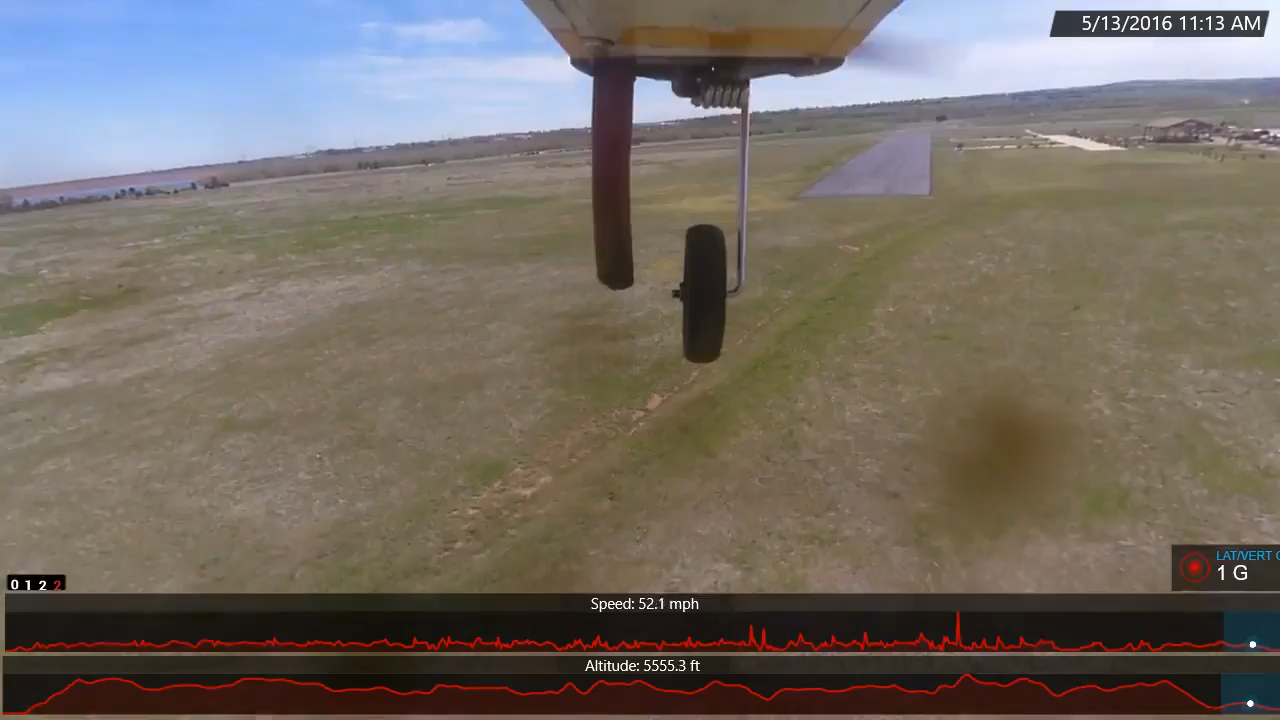 5/13/2016 11:13 AM
LAT/VERT
1 G
0 1 2 2
Speed: 52.1 mph
Altitude: 5555.3 ft